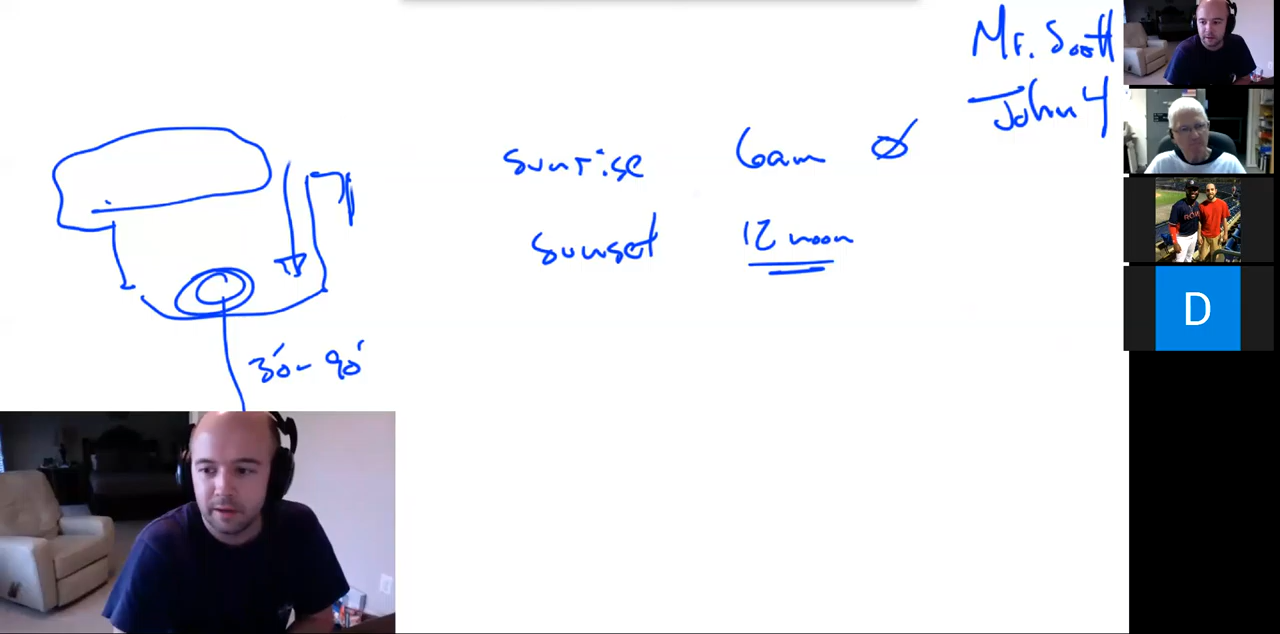 Mr. Scott
John 4
sunrise 6am Ø
sunset 12 noon
30'- 90'
D